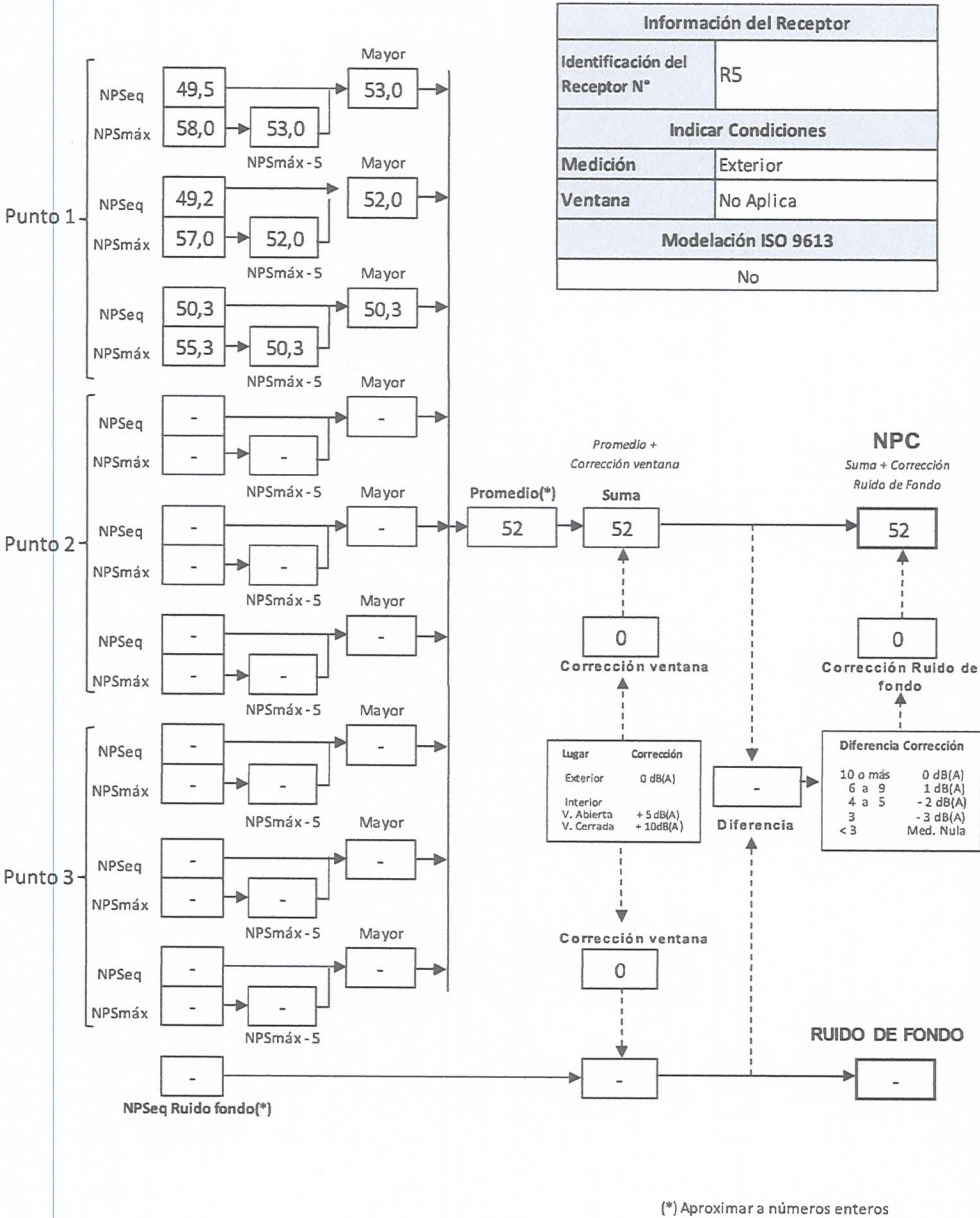 Información del Receptor
Identificación del Receptor N° R5
Indicar Condiciones
Medición Exterior
Ventana No Aplica
Modelación ISO 9613
No
Punto 1
Mayor
NPSeq 49,5 53,0
NPSmáx 58,0 53,0
NPSmáx - 5
Mayor
NPSeq 49,2 52,0
NPSmáx 57,0 52,0
NPSmáx - 5
Mayor
NPSeq 50,3 50,3
NPSmáx 55,3 50,3
NPSmáx - 5
Punto 2
Mayor
NPSeq - -
NPSmáx - -
NPSmáx - 5
Mayor
NPSeq - -
NPSmáx - -
NPSmáx - 5
Mayor
NPSeq - -
NPSmáx - -
NPSmáx - 5
Punto 3
Mayor
NPSeq - -
NPSmáx - -
NPSmáx - 5
Mayor
NPSeq - -
NPSmáx - -
NPSmáx - 5
Mayor
NPSeq - -
NPSmáx - -
NPSmáx - 5
-
NPSeq Ruido fondo(*)
Promedio(*)
52
Promedio +
Corrección ventana
Suma
52
0
Corrección ventana
Lugar Corrección
Exterior 0 dB(A)
Interior
V. Abierta + 5 dB(A)
V. Cerrada + 10dB(A)
Corrección ventana
0
-
-
Diferencia
NPC
Suma + Corrección
Ruido de Fondo
52
0
Corrección Ruido de
fondo
Diferencia Corrección
10 o más 0 dB(A)
6 a 9 1 dB(A)
4 a 5 - 2 dB(A)
3 - 3 dB(A)
< 3 Med. Nula
RUIDO DE FONDO
-
(*) Aproximar a números enteros